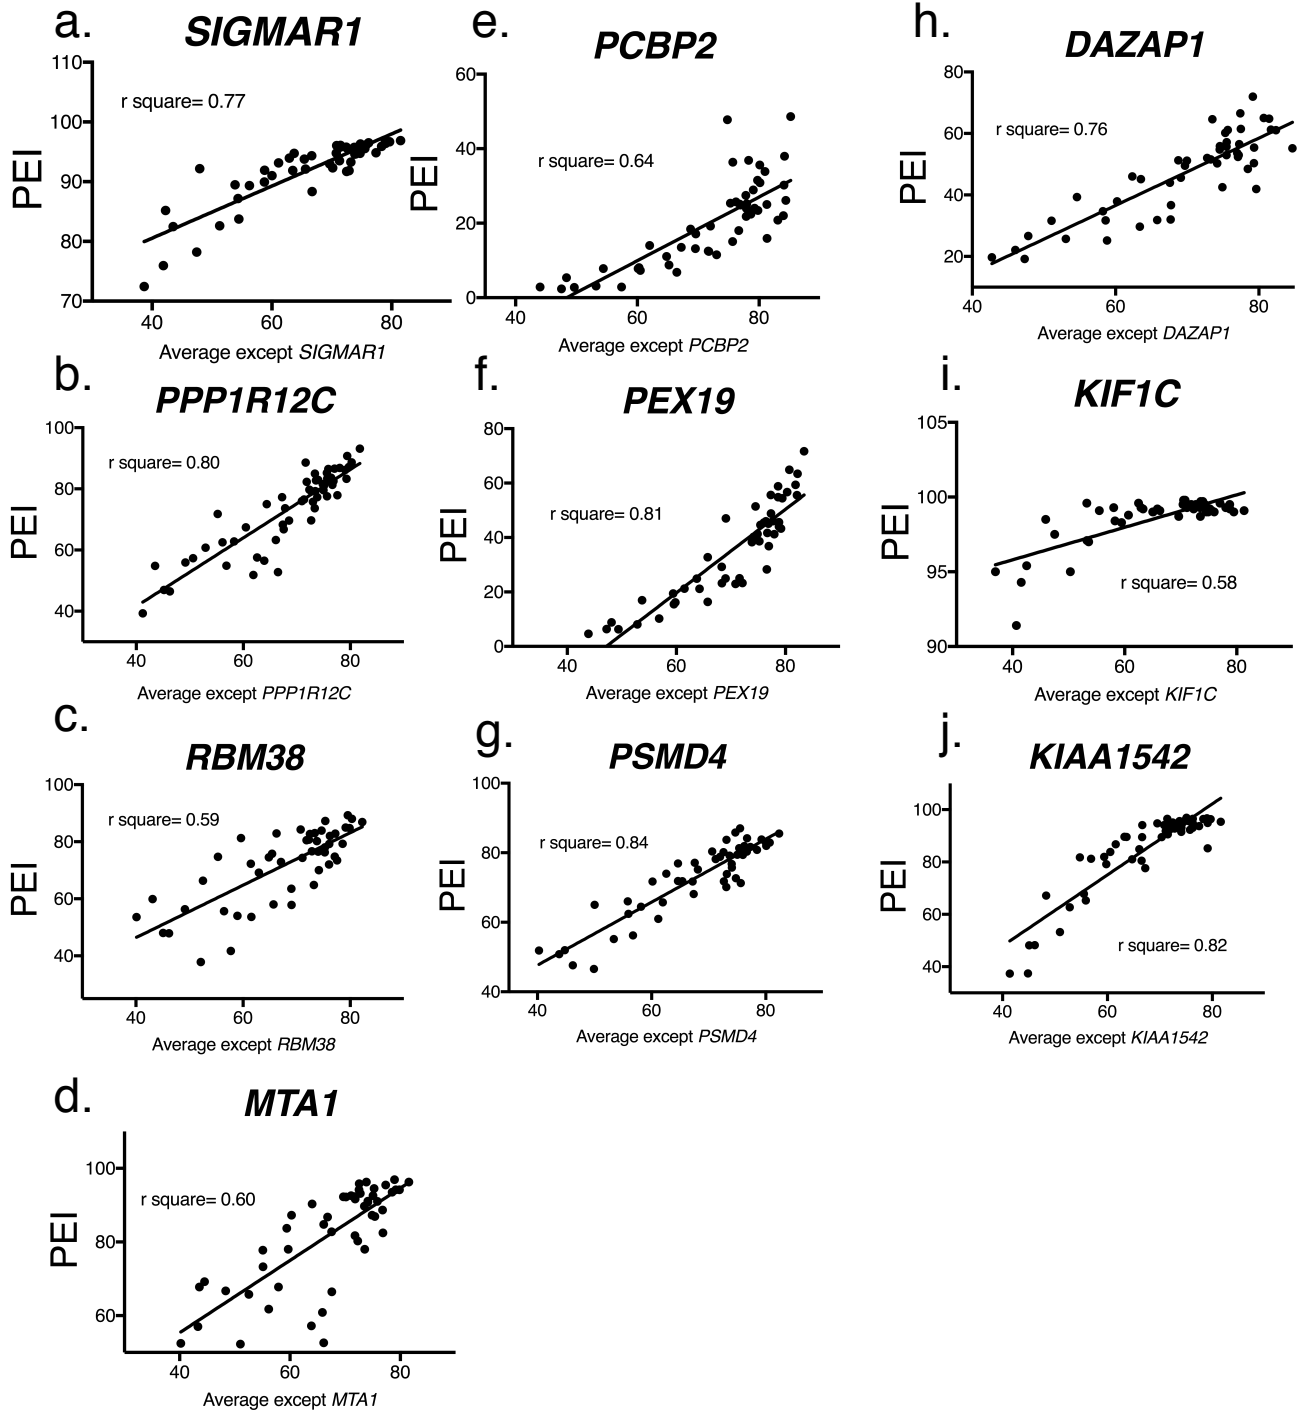 a.
SIGMAR1
110
100
90
80
70
PEI
r square= 0.77
40 60 80
Average except SIGMAR1
b.
PPP1R12C
100
80
60
40
PEI
r square= 0.80
40 60 80
Average except PPP1R12C
c.
RBM38
100
80
60
40
PEI
r square= 0.59
40 60 80
Average except RBM38
d.
MTA1
100
80
60
PEI
r square= 0.60
40 60 80
Average except MTA1
e.
PCBP2
60
40
20
0
PEI
r square= 0.64
40 60 80
Average except PCBP2
f.
PEX19
80
60
40
20
0
PEI
r square= 0.81
40 60 80
Average except PEX19
g.
PSMD4
100
80
60
40
PEI
r square= 0.84
40 60 80
Average except PSMD4
h.
DAZAP1
80
60
40
20
PEI
r square= 0.76
40 60 80
Average except DAZAP1
i.
KIF1C
105
100
95
90
PEI
r square= 0.58
40 60 80
Average except KIF1C
j.
KIAA1542
100
80
60
40
PEI
r square= 0.82
40 60 80
Average except KIAA1542